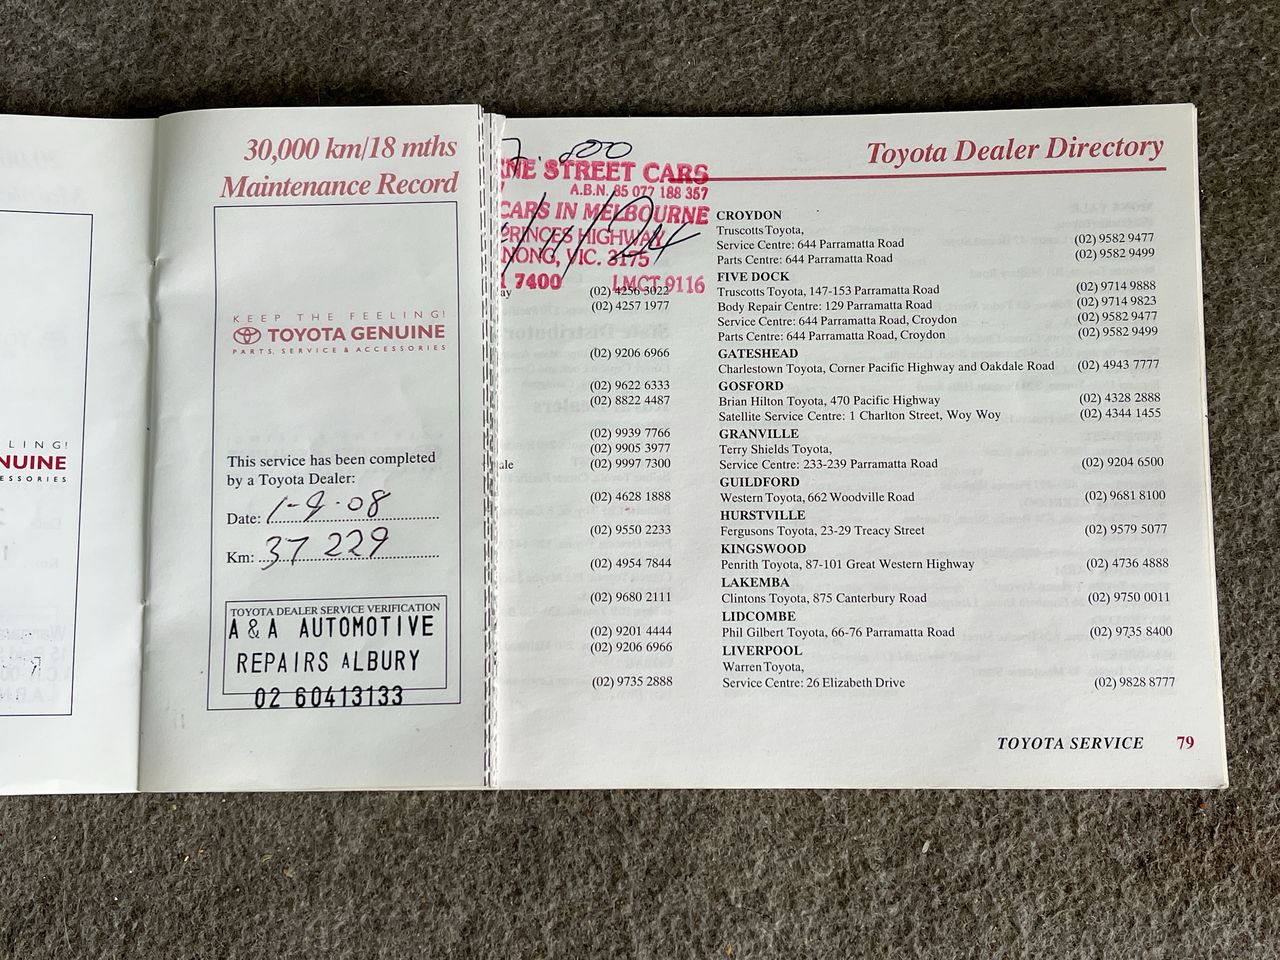 LING!
NUINE
ESSORIES
30,000 km/18 mths
Maintenance Record
KEEP THE FEELING!
TOYOTA GENUINE
PARTS, SERVICE & ACCESSORIES
This service has been completed
by a Toyota Dealer:
Date: 1-9-08
Km: 37 229
TOYOTA DEALER SERVICE VERIFICATION
A & A AUTOMOTIVE
REPAIRS ALBURY
02 60413133
Toyota Dealer Directory
NE STREET CARS
A.B.N. 85 077 188 357
CARS IN MELBOURNE
PRINCES HIGHWAY
NONG, VIC. 3175
7400 LMCT 9116
ay (02) 4256 3022
(02) 4257 1977
(02) 9206 6966
(02) 9622 6333
(02) 8822 4487
(02) 9939 7766
(02) 9905 3977
ale (02) 9997 7300
(02) 4628 1888
(02) 9550 2233
(02) 4954 7844
(02) 9680 2111
(02) 9201 4444
(02) 9206 6966
(02) 9735 2888
CROYDON
Truscotts Toyota,
Service Centre: 644 Parramatta Road (02) 9582 9477
Parts Centre: 644 Parramatta Road (02) 9582 9499
FIVE DOCK
Truscotts Toyota, 147-153 Parramatta Road (02) 9714 9888
Body Repair Centre: 129 Parramatta Road (02) 9714 9823
Service Centre: 644 Parramatta Road, Croydon (02) 9582 9477
Parts Centre: 644 Parramatta Road, Croydon (02) 9582 9499
GATESHEAD
Charlestown Toyota, Corner Pacific Highway and Oakdale Road (02) 4943 7777
GOSFORD
Brian Hilton Toyota, 470 Pacific Highway (02) 4328 2888
Satellite Service Centre: 1 Charlton Street, Woy Woy (02) 4344 1455
GRANVILLE
Terry Shields Toyota,
Service Centre: 233-239 Parramatta Road (02) 9204 6500
GUILDFORD
Western Toyota, 662 Woodville Road (02) 9681 8100
HURSTVILLE
Fergusons Toyota, 23-29 Treacy Street (02) 9579 5077
KINGSWOOD
Penrith Toyota, 87-101 Great Western Highway (02) 4736 4888
LAKEMBA
Clintons Toyota, 875 Canterbury Road (02) 9750 0011
LIDCOMBE
Phil Gilbert Toyota, 66-76 Parramatta Road (02) 9735 8400
LIVERPOOL
Warren Toyota,
Service Centre: 26 Elizabeth Drive (02) 9828 8777
TOYOTA SERVICE 79